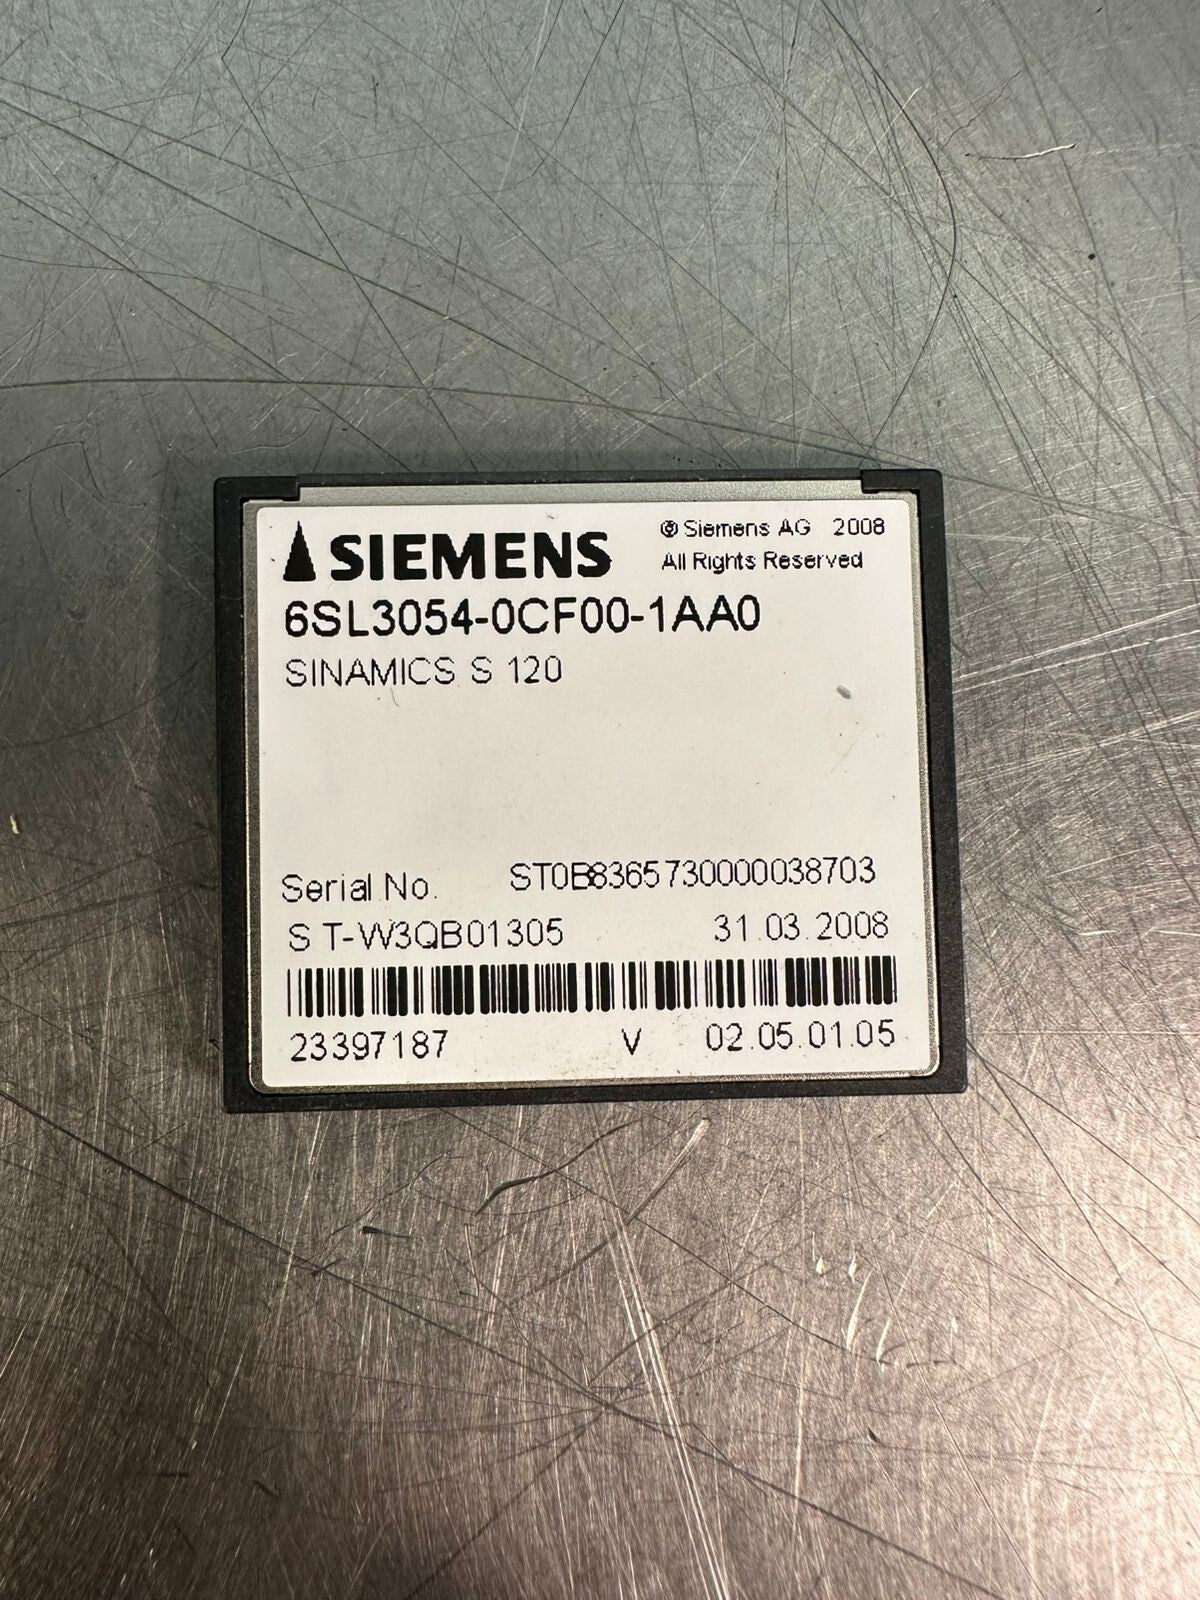 SIEMENS
© Siemens AG 2008
All Rights Reserved
6SL3054-0CF00-1AA0
SINAMICS S 120
Serial No. ST0B8365730000038703
S T-W3QB01305 31.03.2008
23397187 V 02.05.01.05